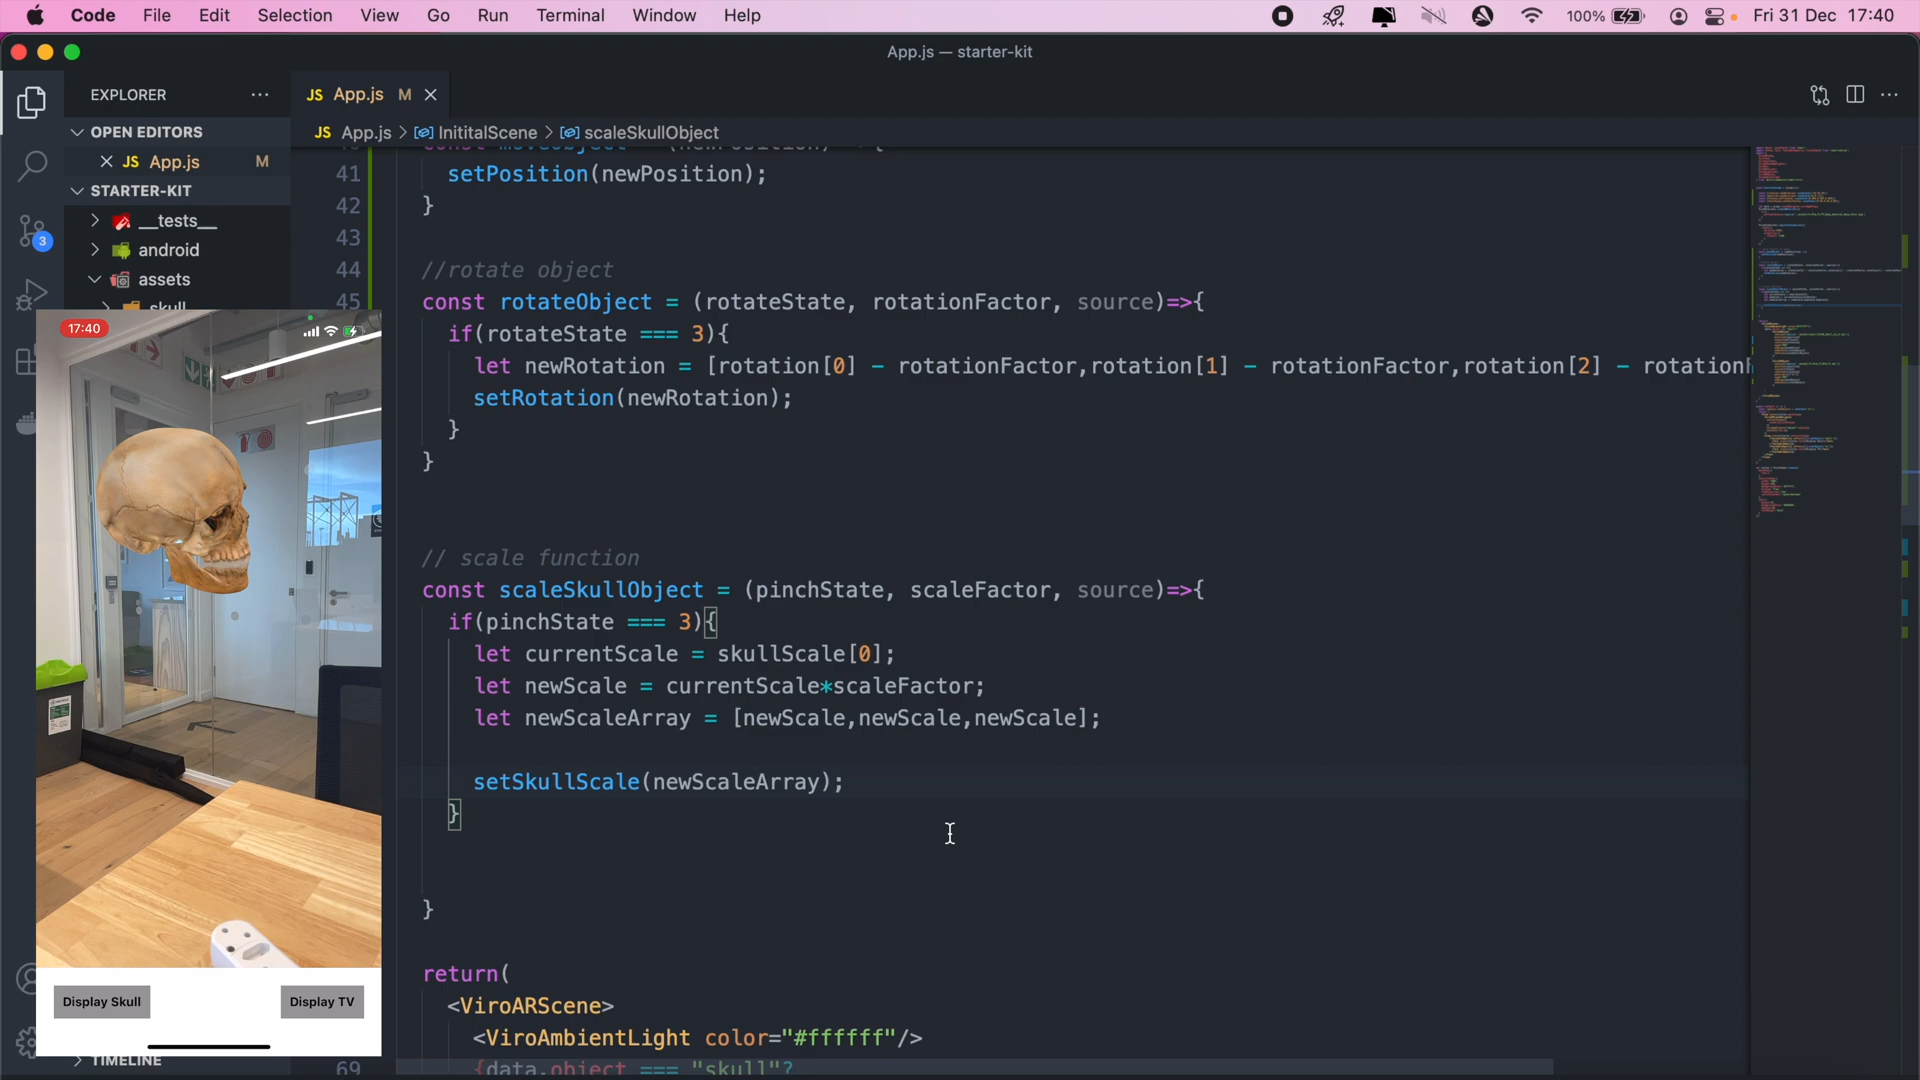 Code File Edit Selection View Go Run Terminal Window Help 100% Fri 31 Dec 17:40
App.js — starter-kit
EXPLORER ··· JS App.js M
OPEN EDITORS
JS App.js > InititalScene > scaleSkullObject
JS App.js M
STARTER-KIT
__tests__
android
assets
skull
3
41 setPosition(newPosition);
42 }
43
44 //rotate object
45 const rotateObject = (rotateState, rotationFactor, source)=>{
if(rotateState === 3){
let newRotation = [rotation[0] - rotationFactor,rotation[1] - rotationFactor,rotation[2] -
setRotation(newRotation);
}
}
// scale function
const scaleSkullObject = (pinchState, scaleFactor, source)=>{
if(pinchState === 3){
let currentScale = skullScale[0];
let newScale = currentScale*scaleFactor;
let newScaleArray = [newScale,newScale,newScale];
setSkullScale(newScaleArray);
}
}
return(
<ViroARScene>
<ViroAmbientLight color="#ffffff"/>
69 {data.object === "skull"?
17:40
Display Skull Display TV
TIMELINE